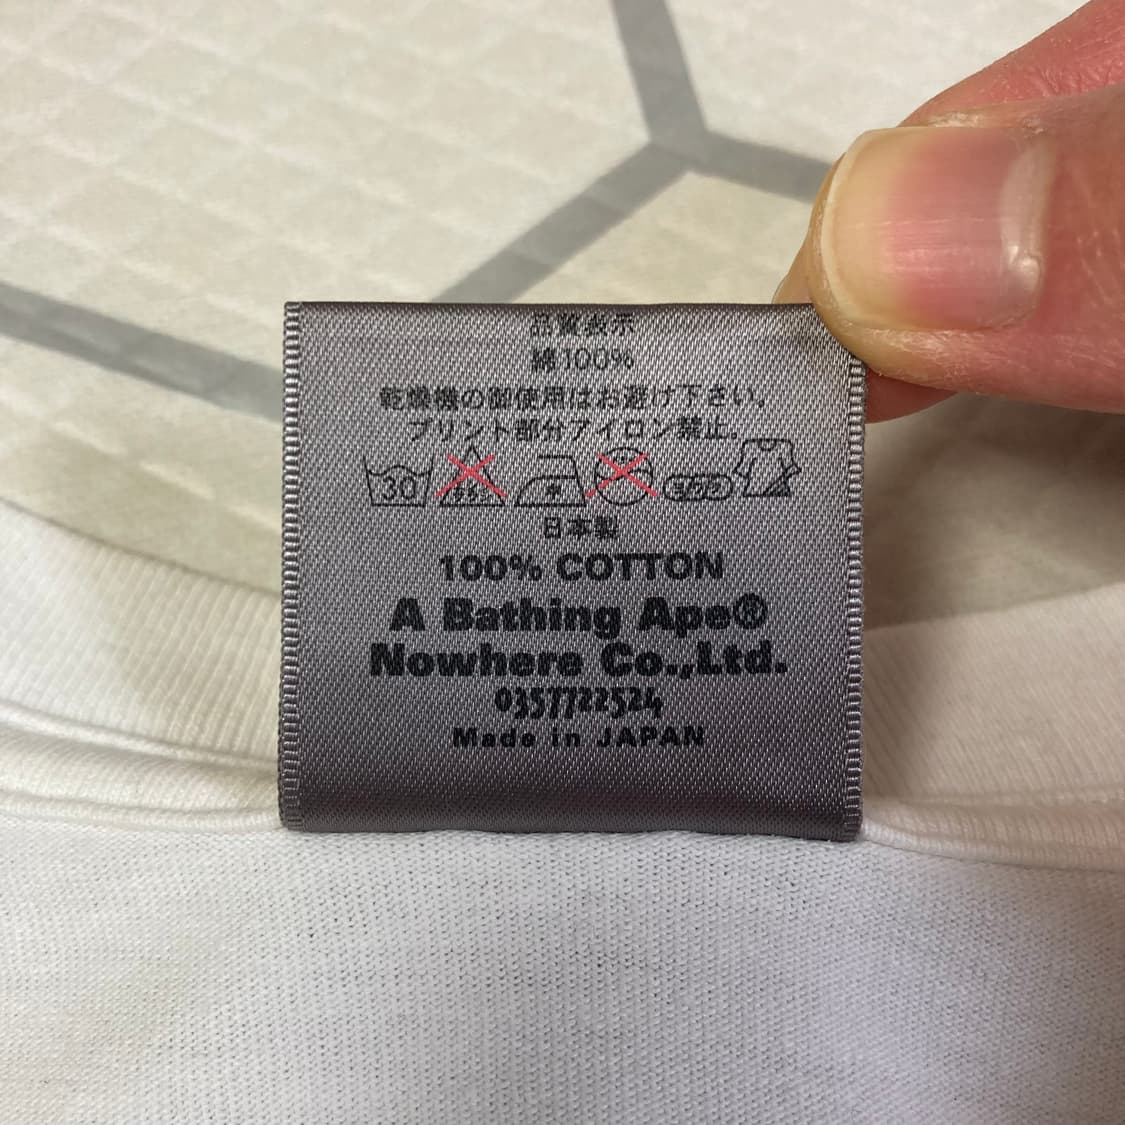 品質表示
綿100%
乾燥機の御使用はお避け下さい。
プリント部分アイロン禁止。
30
日本製
100% COTTON
A Bathing Ape®
Nowhere Co.,Ltd.
0357722524
Made in JAPAN